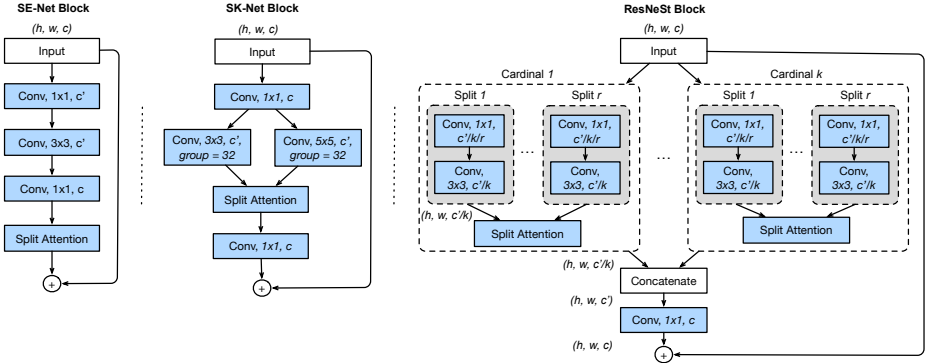 SE-Net Block
(h, w, c)
Input
Conv, 1x1, c'
Conv, 3x3, c'
Conv, 1x1, c
Split Attention
+
SK-Net Block
(h, w, c)
Input
Conv, 1x1, c
Conv, 3x3, c',
group = 32
Conv, 5x5, c',
group = 32
Split Attention
Conv, 1x1, c
+
ResNeSt Block
(h, w, c)
Input
Cardinal 1
Split 1
Conv, 1x1,
c'/k/r
Conv,
3x3, c'/k
...
Split r
Conv, 1x1,
c'/k/r
Conv,
3x3, c'/k
(h, w, c'/k)
Split Attention
...
Cardinal k
Split 1
Conv, 1x1,
c'/k/r
Conv,
3x3, c'/k
...
Split r
Conv, 1x1,
c'/k/r
Conv,
3x3, c'/k
Split Attention
(h, w, c'/k)
Concatenate
(h, w, c')
Conv, 1x1, c
(h, w, c)
+